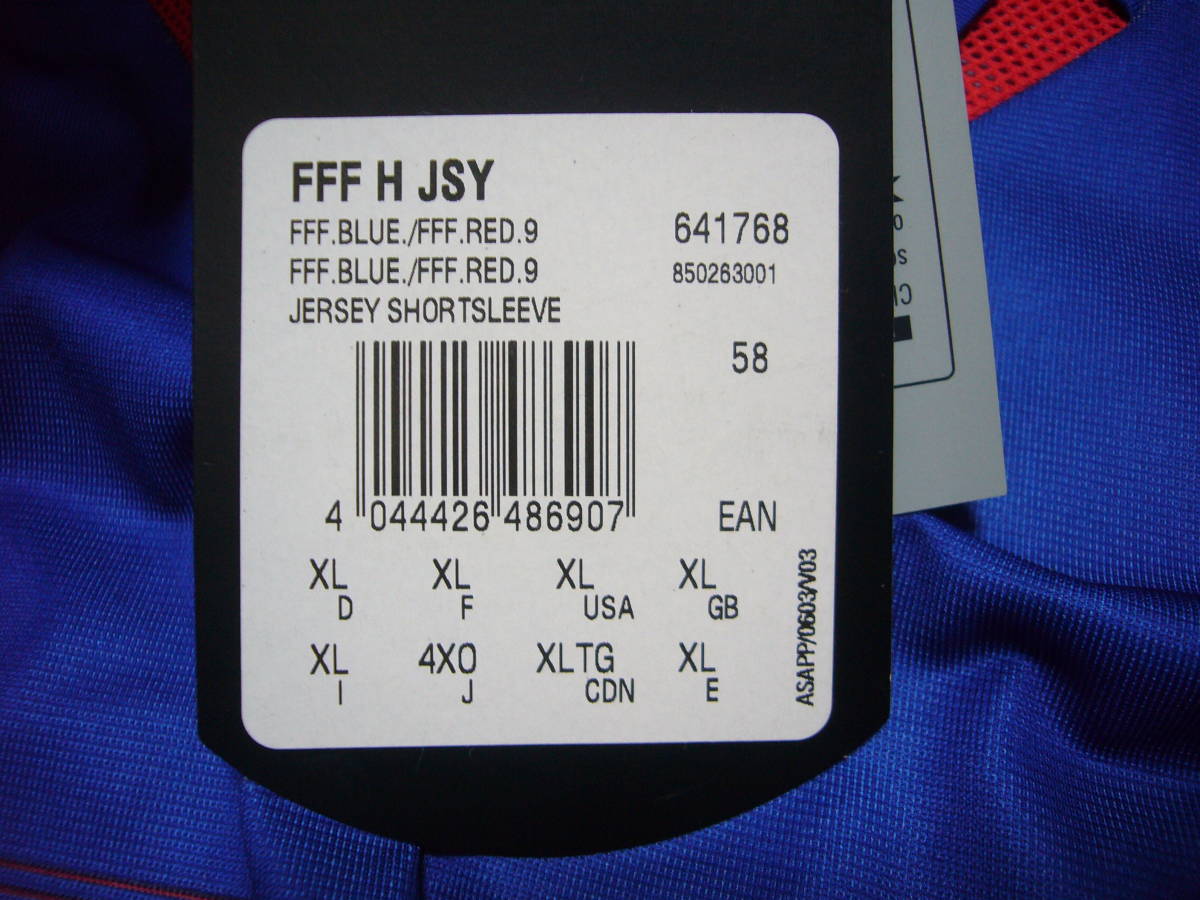 FFF H JSY
FFF.BLUE./FFF.RED.9 641768
FFF.BLUE./FFF.RED.9 850263001
JERSEY SHORTSLEEVE
58
4 044426 486907 EAN
XL XL XL XL
D F USA GB
XL 4XO XLTG XL
I J CDN E
ASAPP/0603/V03